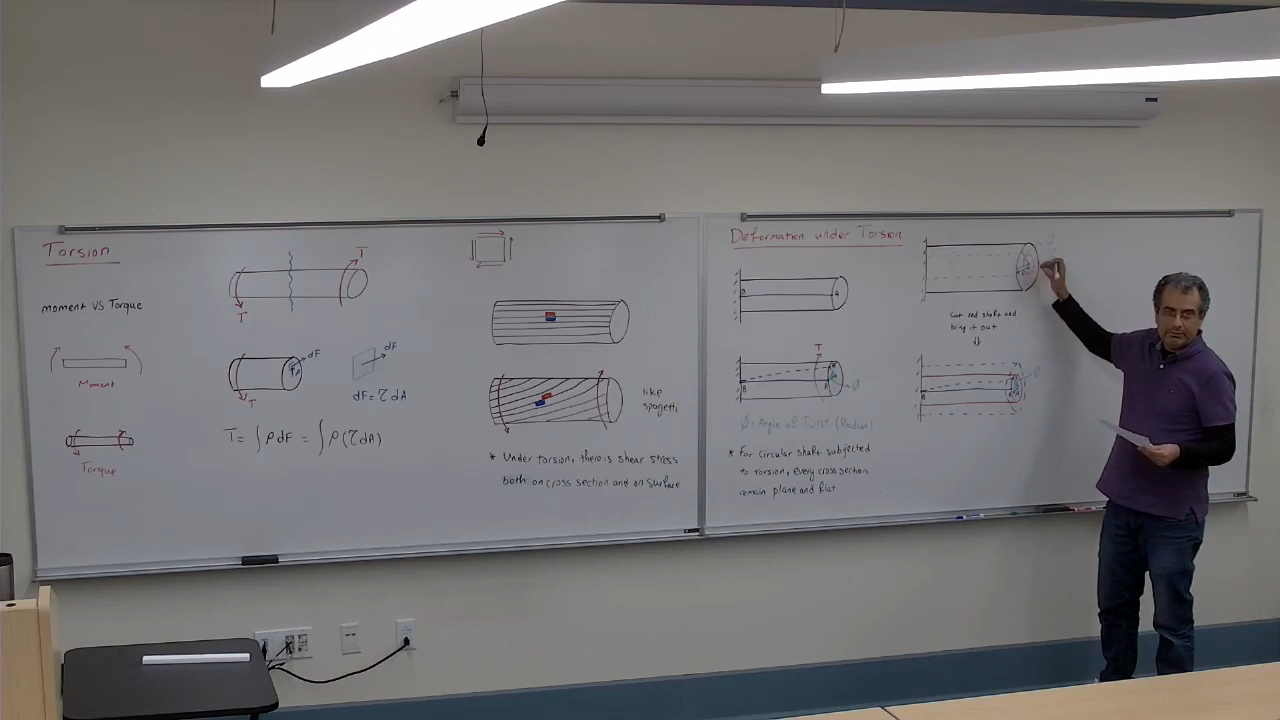 Torsion
moment VS Torque
Moment
Torque
T
T
dF
T
dF
dF = τ dA
T = ∫ ρ dF = ∫ ρ (τ dA)
like
spagetti
* Under torsion, there is shear stress
both on cross section and on surface
Deformation under Torsion
B
A
T
B
A
Ø
Ø = Angle of Twist (Radian)
* For Circular shaft subjected
to torsion, every cross section
remain plane and flat
Cut red shaft and
bring it out
B
Ø